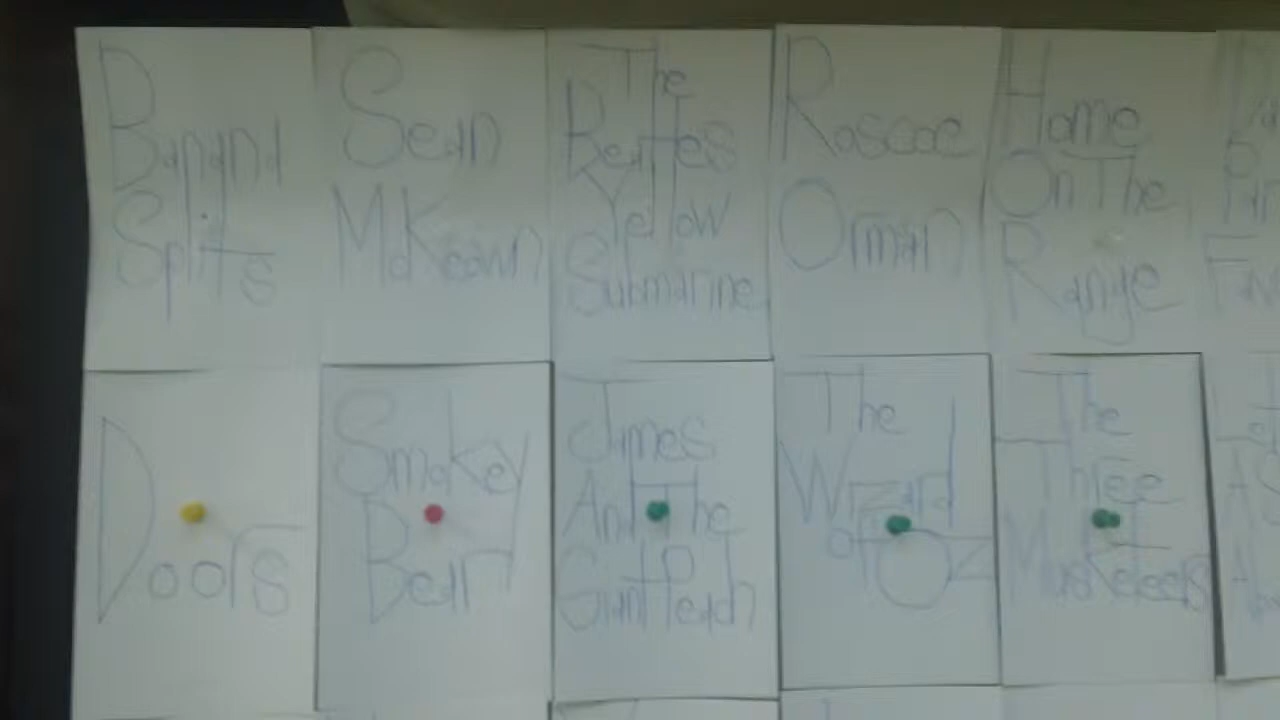 Banana
Splits
Sean
McKeown
The
Beatles
Yellow
Submarine
Roscoe
Orman
Home
On The
Range
Doors
Smokey
Bear
James
And The
Giant Peach
The
Wizard
of Oz
The
Three
Musketeers